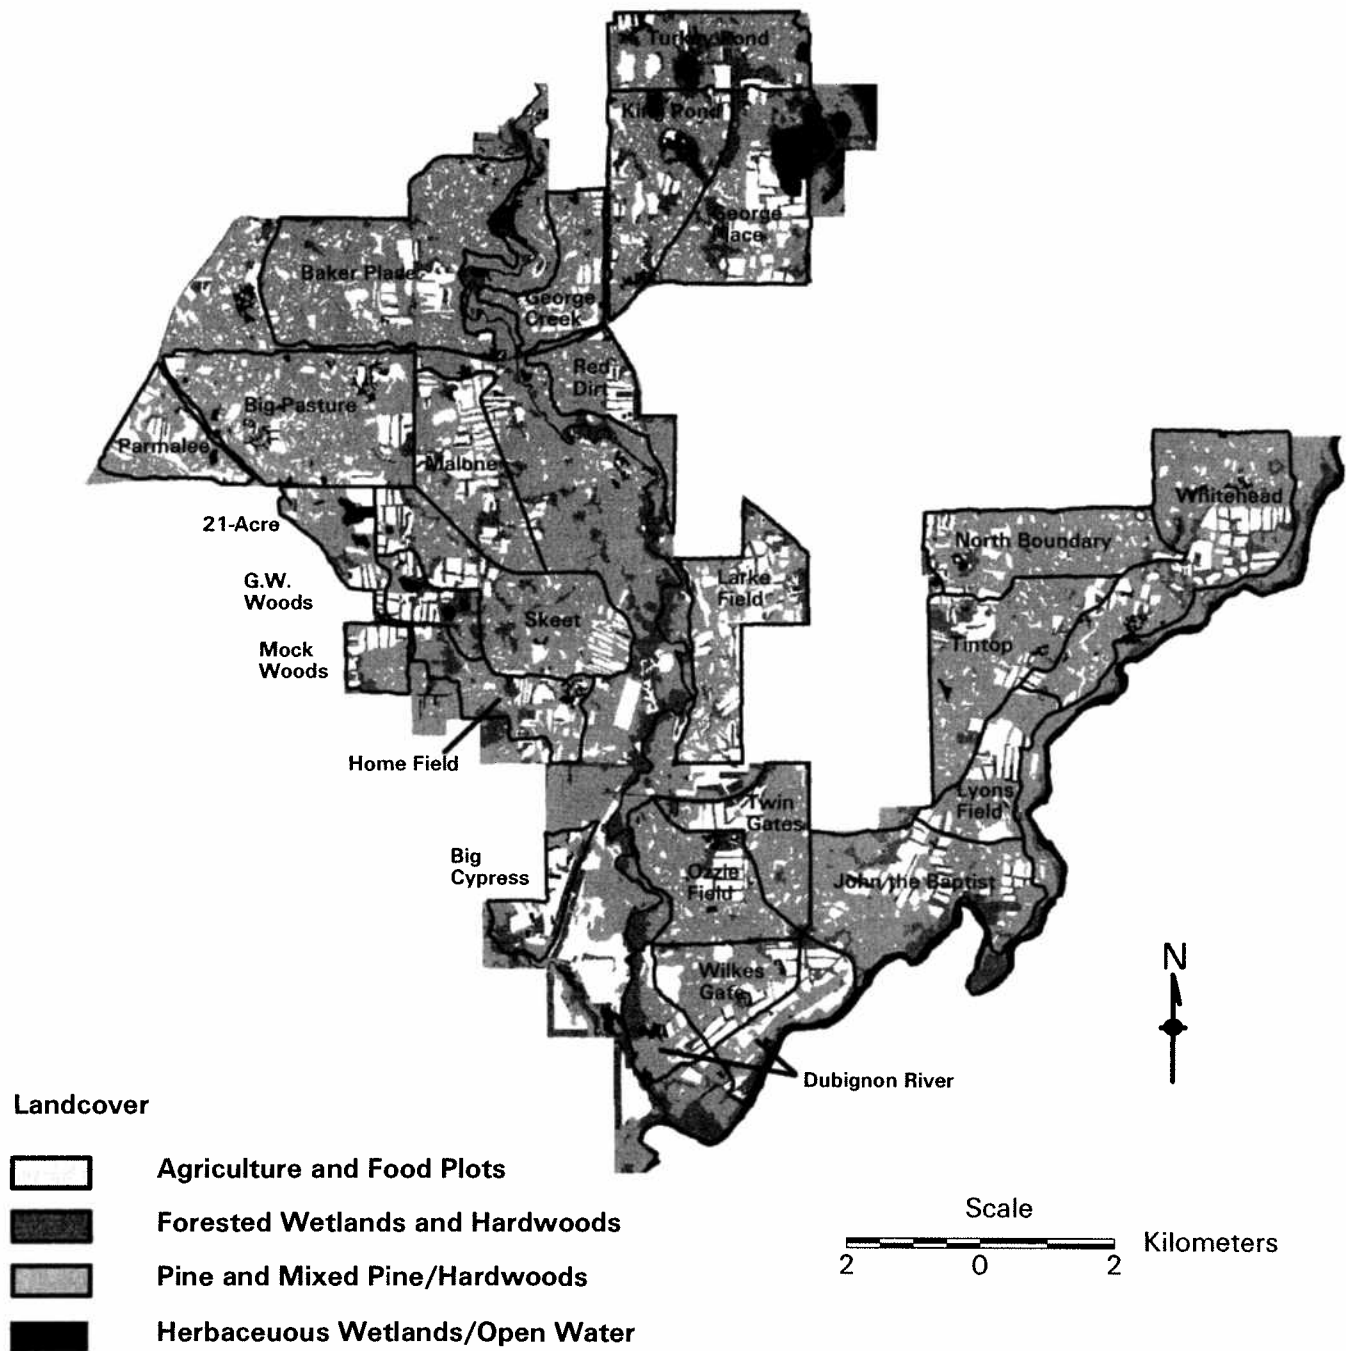 Turkey Pond
King Pond
George
Place
Baker Place
George
Creek
Red
Dirt
Big Pasture
Parmalee
Malone
Whitehead
21-Acre
North Boundary
Larke
Field
G.W.
Woods
Skeet
Tintop
Mock
Woods
Home Field
Lyons
Field
Twin
Gates
Big
Cypress
Ozzie
Field
John the Baptist
Wilkes
Gate
N
Dubignon River
Landcover
Agriculture and Food Plots
Forested Wetlands and Hardwoods
Pine and Mixed Pine/Hardwoods
Herbaceuous Wetlands/Open Water
Scale
Kilometers
2 0 2